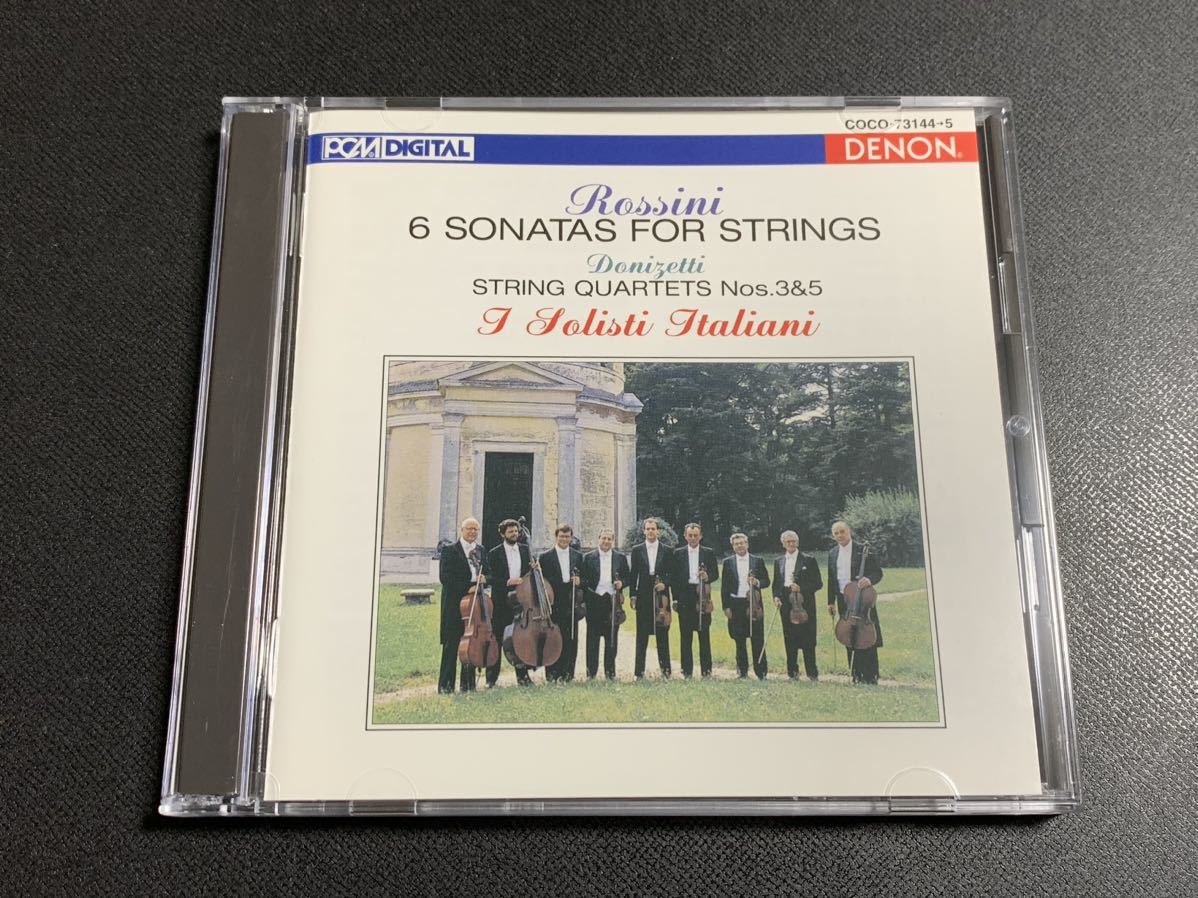 COCO-73144→5
PCM DIGITAL
DENON
Rossini
6 SONATAS FOR STRINGS
Donizetti
STRING QUARTETS Nos.3&5
I Solisti Italiani